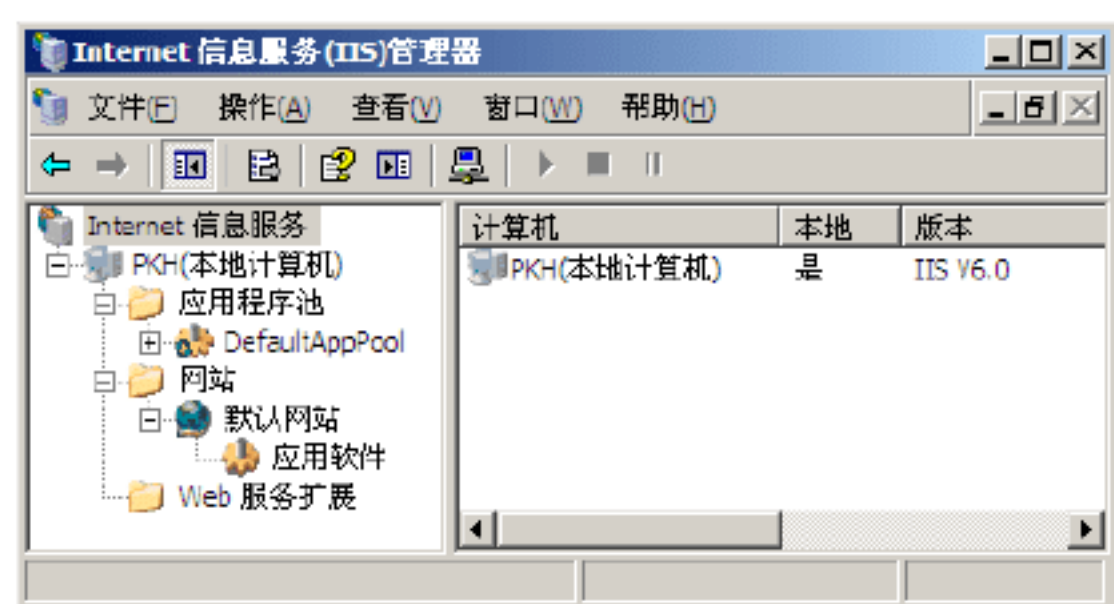 Internet 信息服务(IIS)管理器
文件(F) 操作(A) 查看(V) 窗口(W) 帮助(H)
Internet 信息服务
PKH(本地计算机)
应用程序池
DefaultAppPool
网站
默认网站
应用软件
Web 服务扩展
计算机 本地 版本
PKH(本地计算机) 是 IIS V6.0